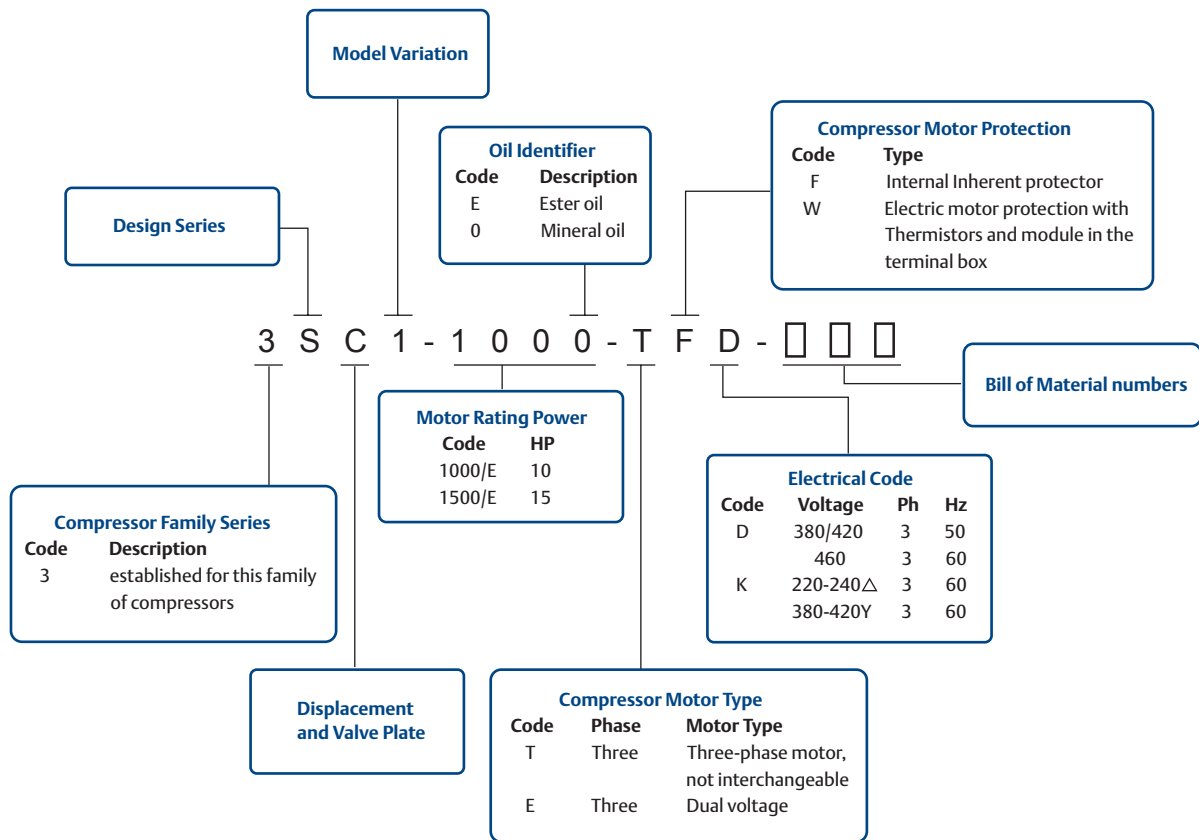 Model Variation
Oil Identifier
Code Description
E Ester oil
0 Mineral oil
Compressor Motor Protection
Code Type
F Internal Inherent protector
W Electric motor protection with
Thermistors and module in the
terminal box
Design Series
3 S C 1 - 1 0 0 0 - T F D - ▯ ▯ ▯
Bill of Material numbers
Motor Rating Power
Code HP
1000/E 10
1500/E 15
Electrical Code
Code Voltage Ph Hz
D 380/420 3 50
460 3 60
K 220-240△ 3 60
380-420Y 3 60
Compressor Family Series
Code Description
3 established for this family
of compressors
Displacement
and Valve Plate
Compressor Motor Type
Code Phase Motor Type
T Three Three-phase motor,
not interchangeable
E Three Dual voltage